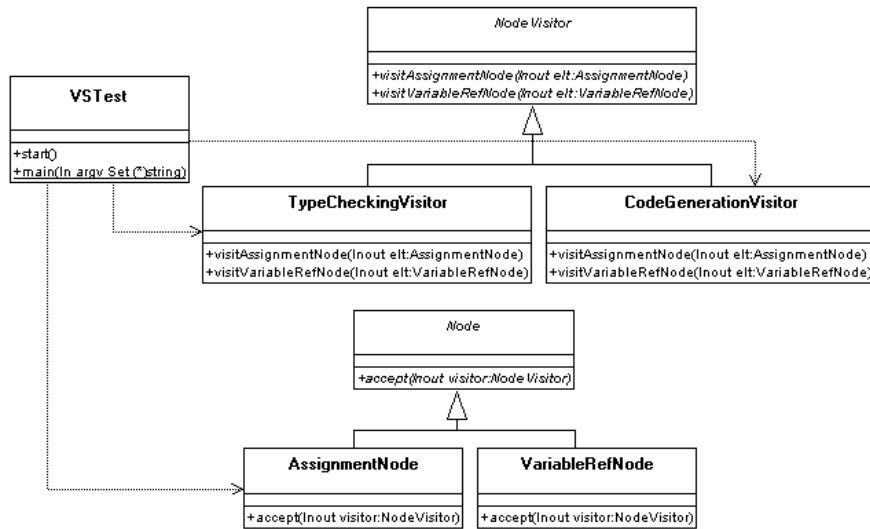 NodeVisitor
+visitAssignmentNode(Inout elt:AssignmentNode)
+visitVariableRefNode(Inout elt:VariableRefNode)
VSTest
+start()
+main(In argv Set (*)string)
TypeCheckingVisitor
+visitAssignmentNode(Inout elt:AssignmentNode)
+visitVariableRefNode(Inout elt:VariableRefNode)
CodeGenerationVisitor
+visitAssignmentNode(Inout elt:AssignmentNode)
+visitVariableRefNode(Inout elt:VariableRefNode)
Node
+accept(Inout visitor:NodeVisitor)
AssignmentNode
+accept(Inout visitor:NodeVisitor)
VariableRefNode
+accept(Inout visitor:NodeVisitor)